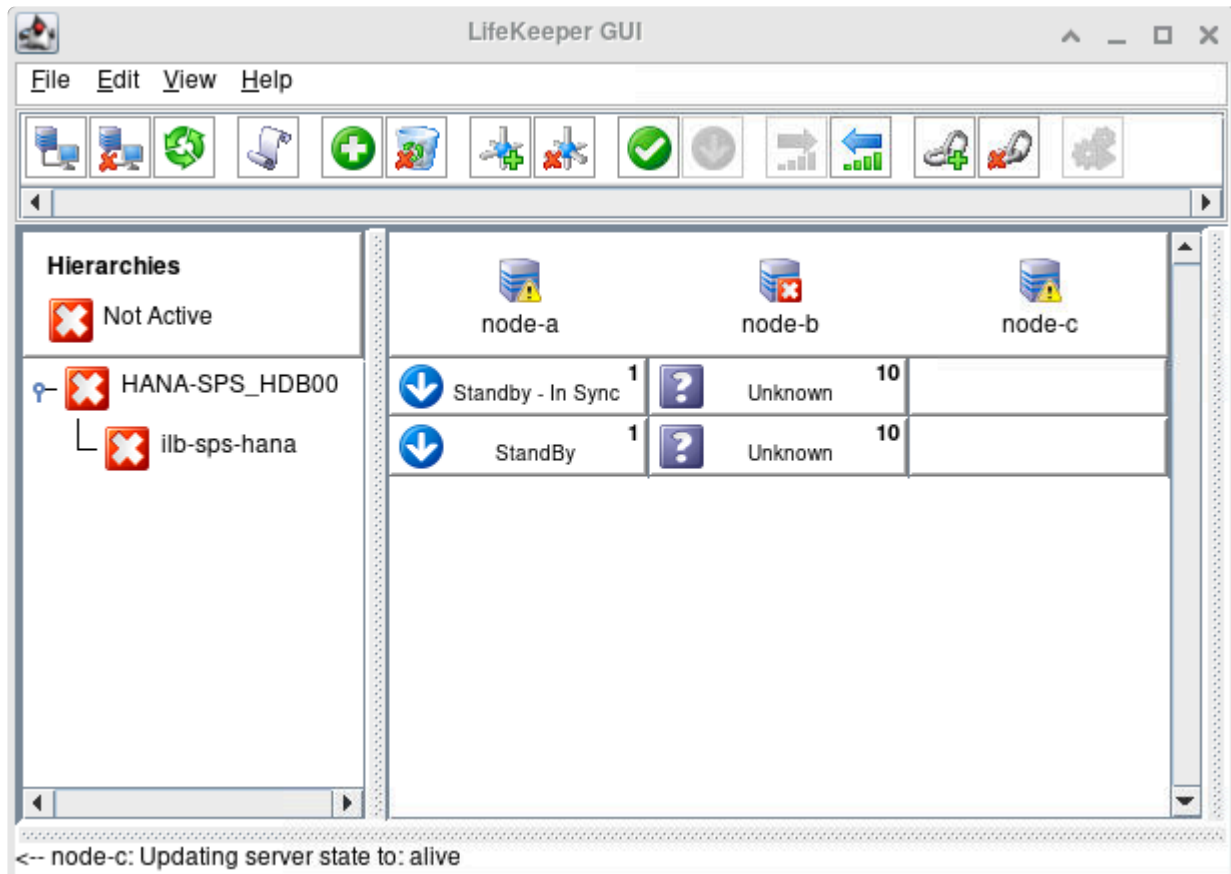 LifeKeeper GUI
File Edit View Help
Hierarchies
Not Active
node-a node-b node-c
HANA-SPS_HDB00 Standby - In Sync 1 ? Unknown 10
ilb-sps-hana StandBy 1 ? Unknown 10
<-- node-c: Updating server state to: alive